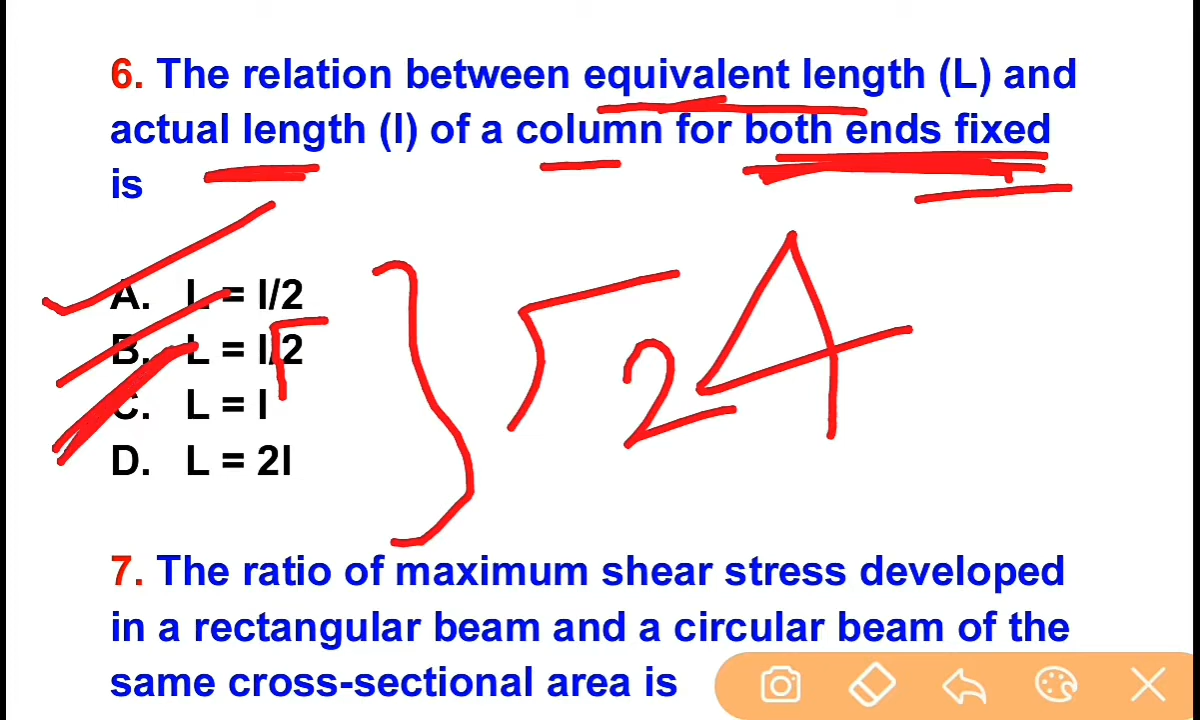 6. The relation between equivalent length (L) and
actual length (l) of a column for both ends fixed
is
A. L = l/2
B. L = l/2
C. L = l
D. L = 2l
2
7. The ratio of maximum shear stress developed
in a rectangular beam and a circular beam of the
same cross-sectional area is